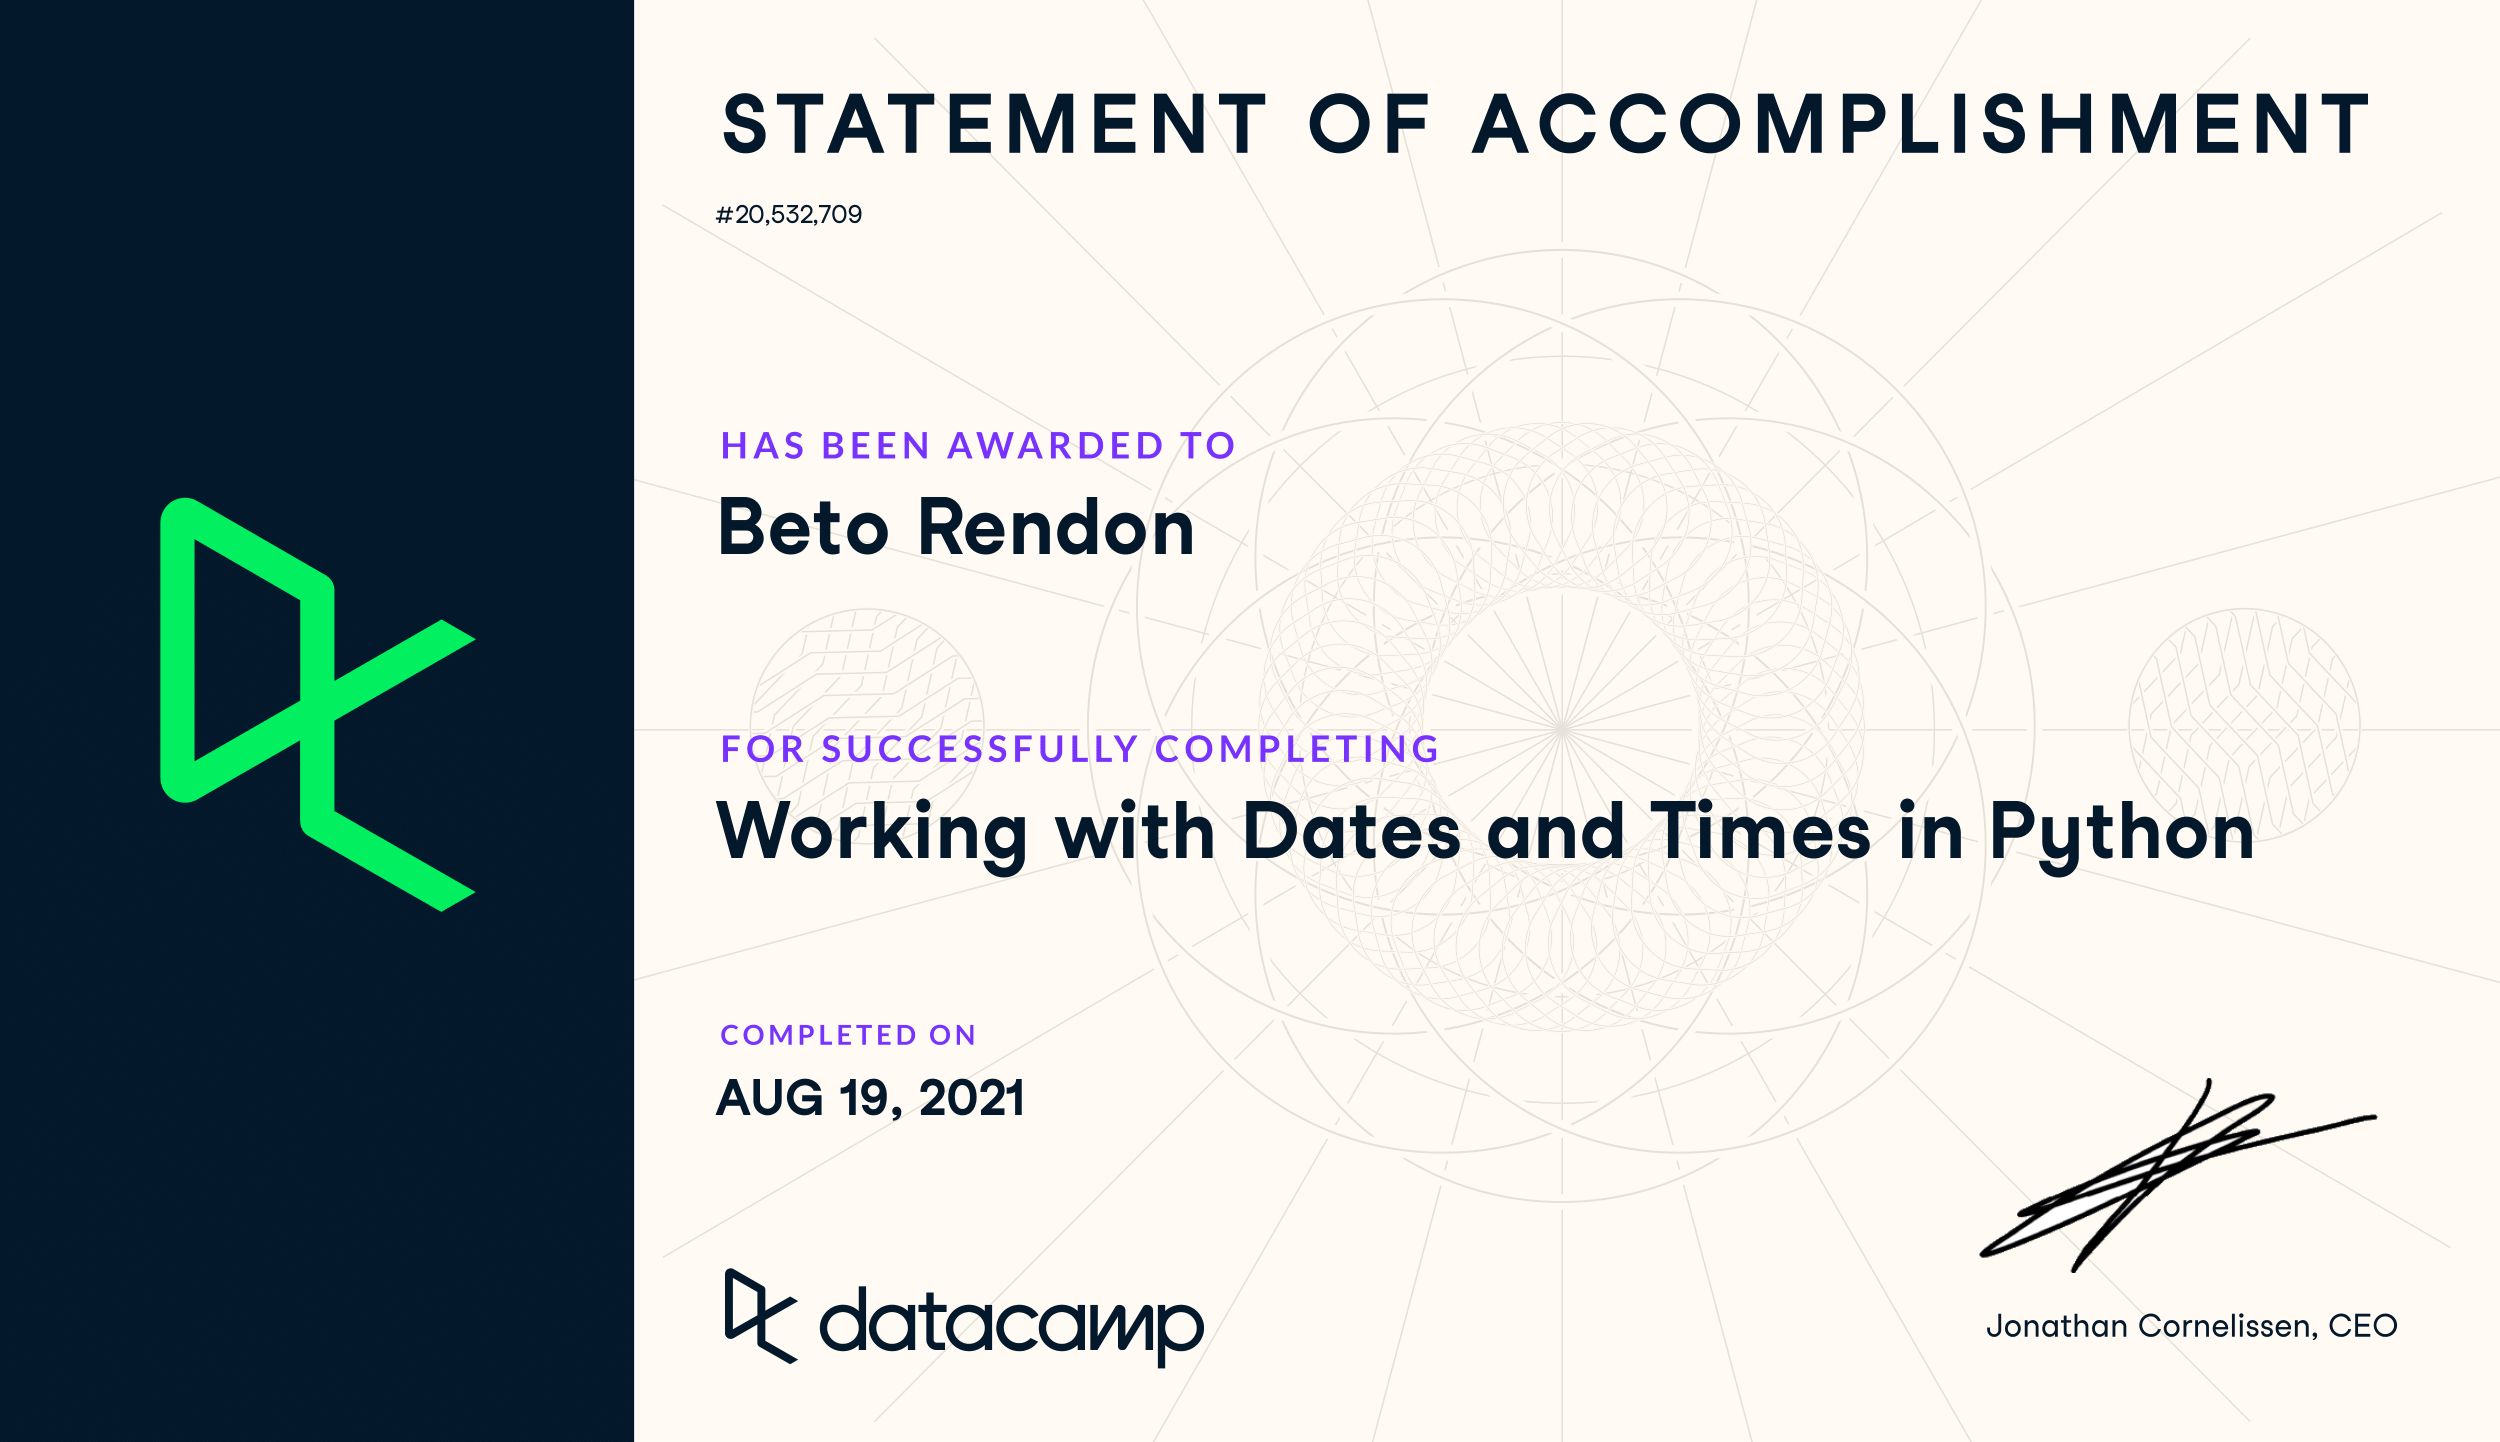 STATEMENT OF ACCOMPLISHMENT
#20,532,709
HAS BEEN AWARDED TO
Beto Rendon
FOR SUCCESSFULLY COMPLETING
Working with Dates and Times in Python
COMPLETED ON
AUG 19, 2021
datacamp
Jonathan Cornelissen, CEO